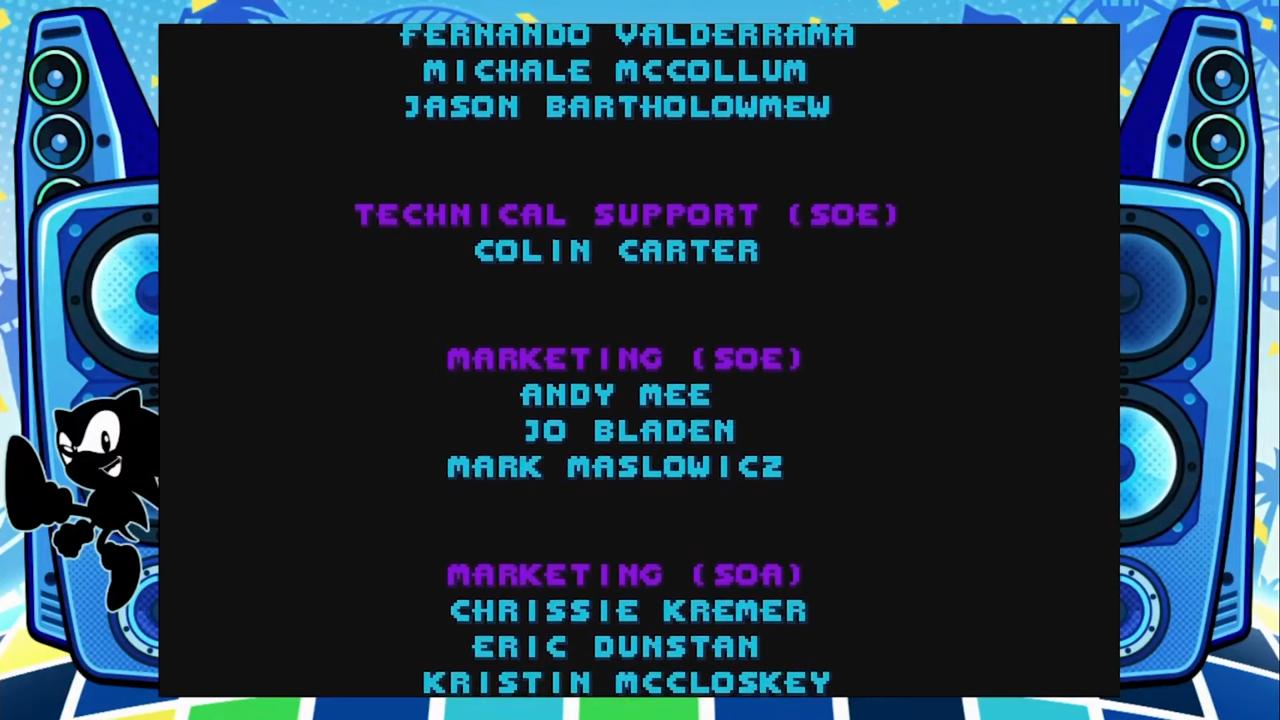 FERNANDO VALDERRAMA
MICHALE MCCOLLUM
JASON BARTHOLOWMEW
TECHNICAL SUPPORT (SOE)
COLIN CARTER
MARKETING (SOE)
ANDY MEE
JO BLADEN
MARK MASLOWICZ
MARKETING (SOA)
CHRISSIE KREMER
ERIC DUNSTAN
KRISTIN MCCLOSKEY